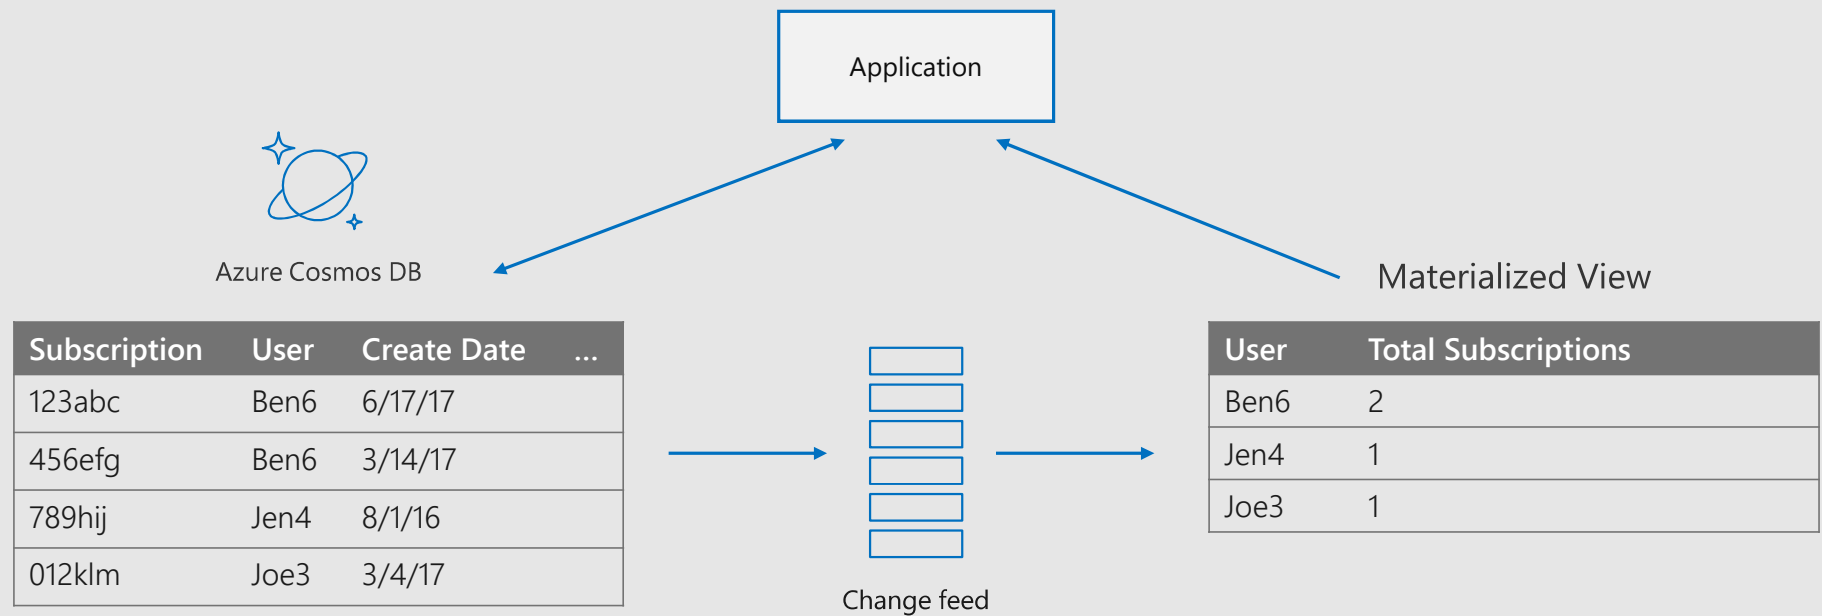 Application
Azure Cosmos DB
Subscription User Create Date ...
123abc Ben6 6/17/17
456efg Ben6 3/14/17
789hij Jen4 8/1/16
012klm Joe3 3/4/17
Change feed
Materialized View
User Total Subscriptions
Ben6 2
Jen4 1
Joe3 1